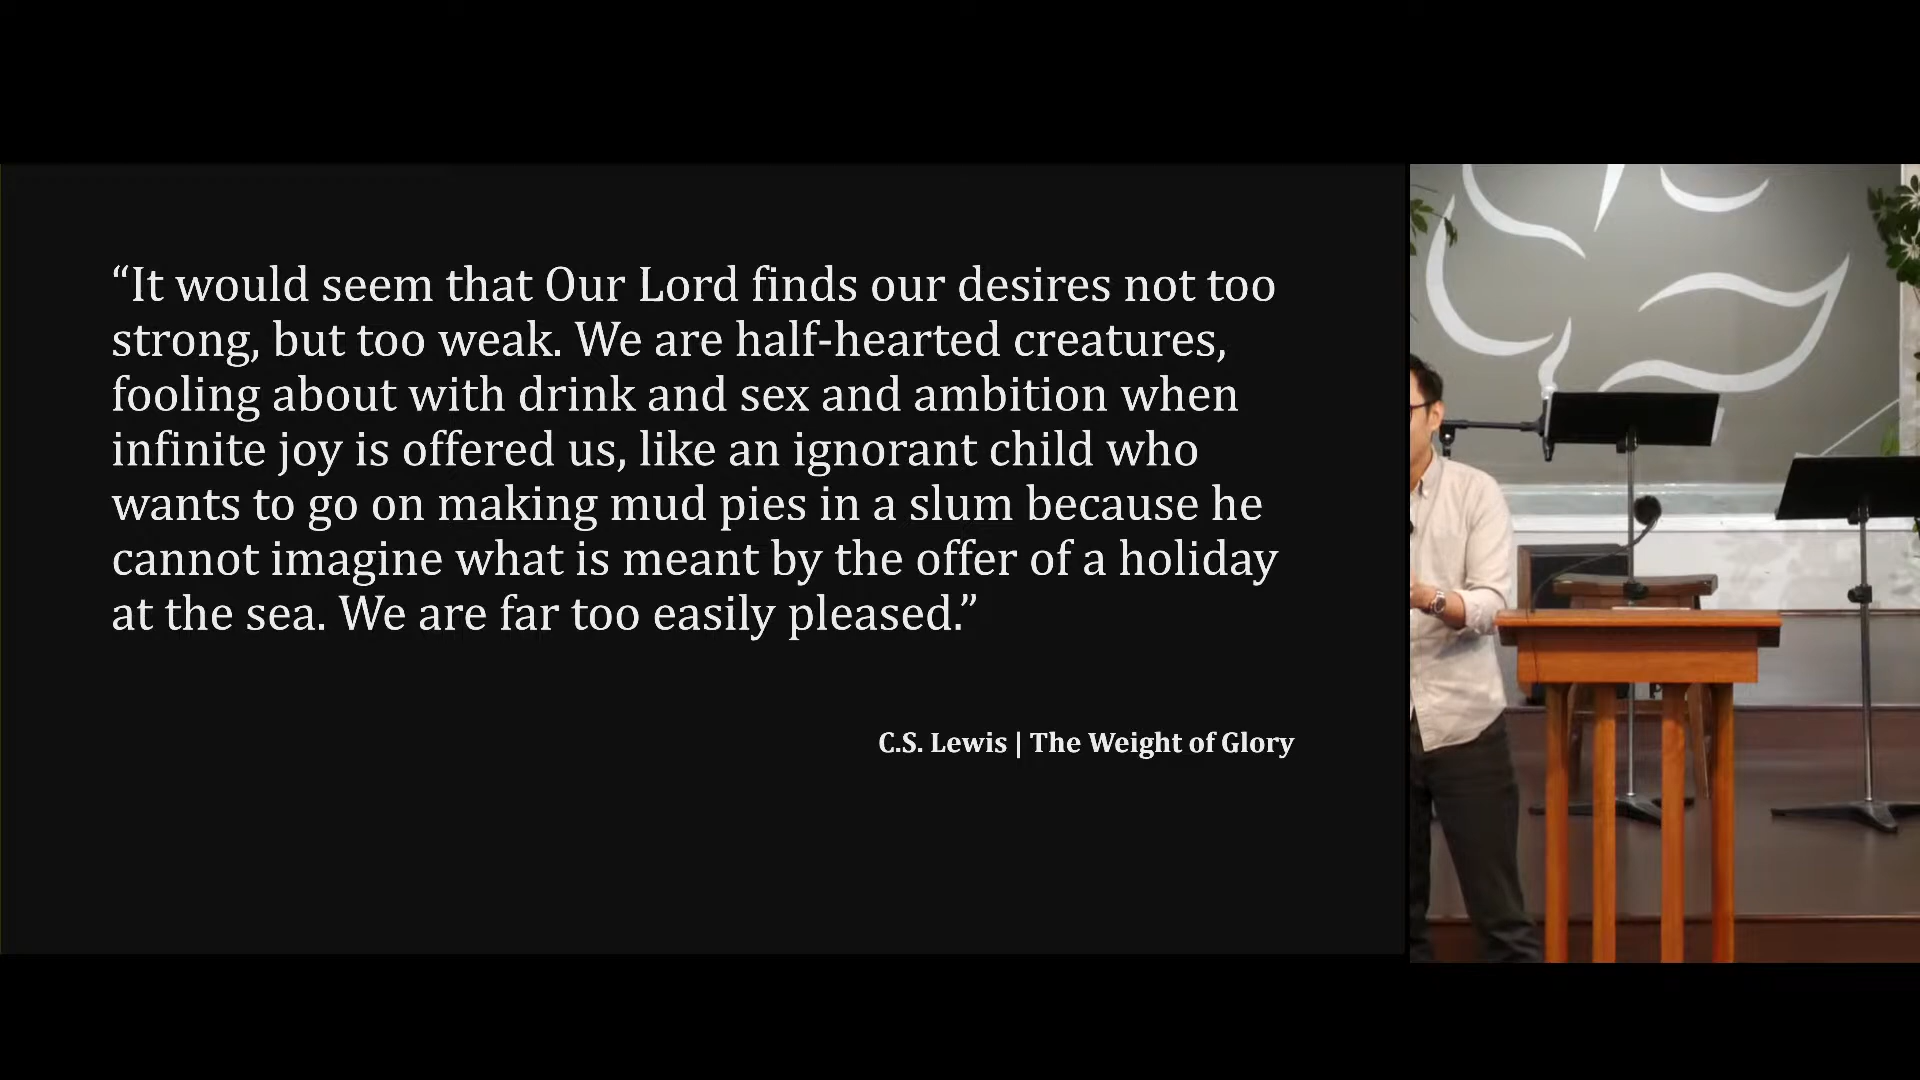 “It would seem that Our Lord finds our desires not too
strong, but too weak. We are half-hearted creatures,
fooling about with drink and sex and ambition when
infinite joy is offered us, like an ignorant child who
wants to go on making mud pies in a slum because he
cannot imagine what is meant by the offer of a holiday
at the sea. We are far too easily pleased.”
C.S. Lewis | The Weight of Glory